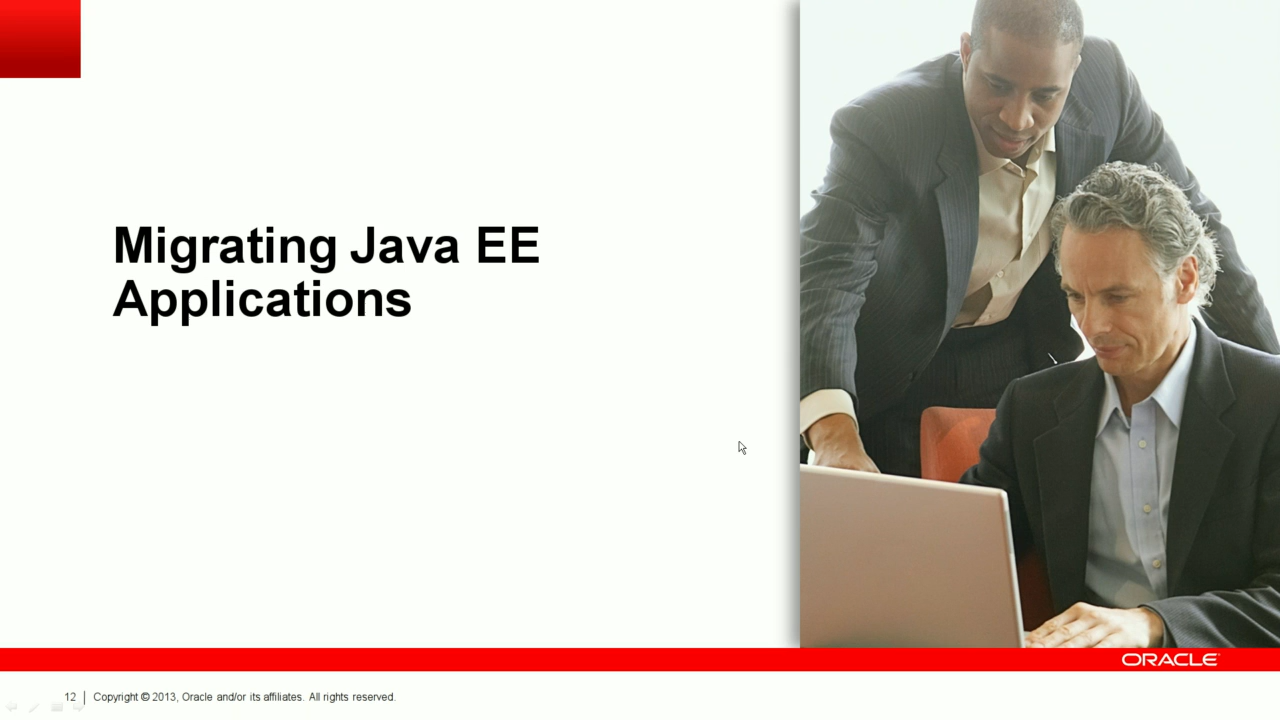 Migrating Java EE
Applications
ORACLE
12 | Copyright © 2013, Oracle and/or its affiliates. All rights reserved.